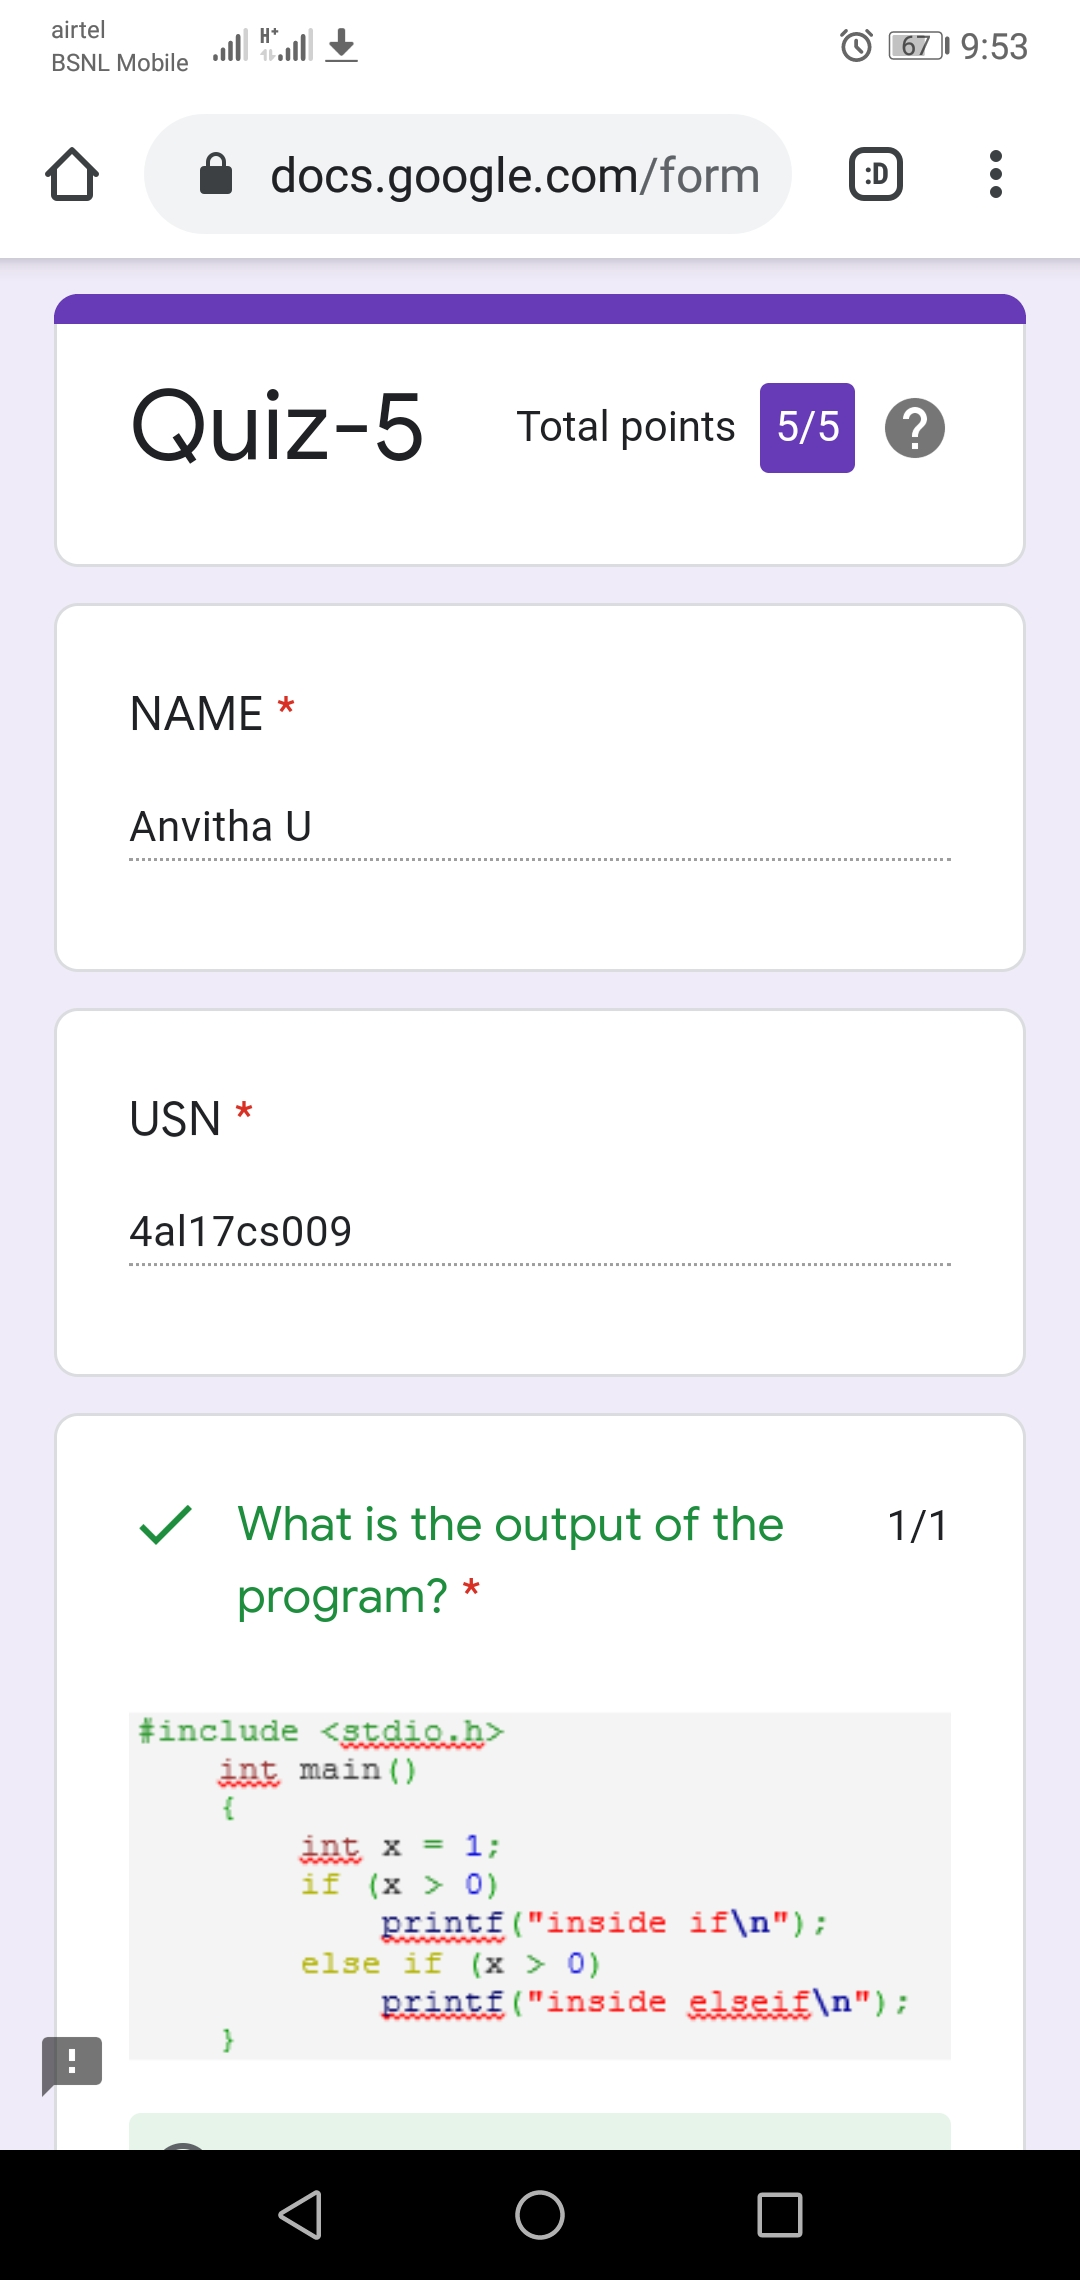 airtel
BSNL Mobile
H+
67
9:53
docs.google.com/form
:D
Quiz-5
Total points 5/5
?
NAME *
Anvitha U
USN *
4al17cs009
What is the output of the 1/1
program? *
#include <stdio.h>
int main()
{
int x = 1;
if (x > 0)
printf("inside if\n");
else if (x > 0)
printf("inside elseif\n");
}
!